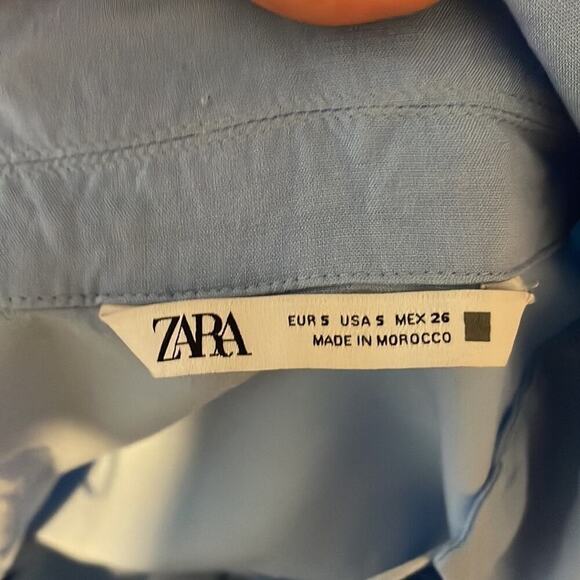 ZARA
EUR S USA S MEX 26
MADE IN MOROCCO